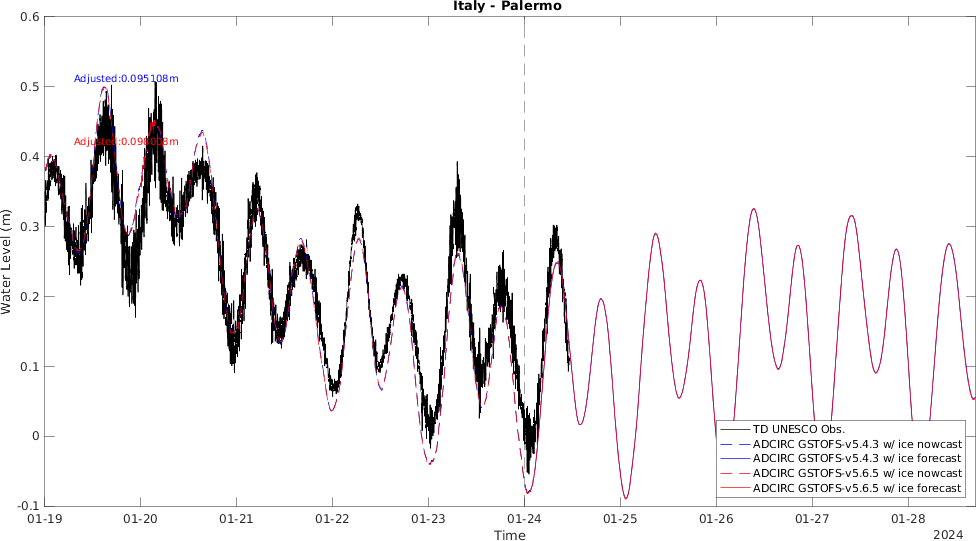 Italy - Palermo
0.6
0.5
0.4
0.3
0.2
0.1
0
-0.1
Water Level (m)
Adjusted:0.095108m
TD UNESCO Obs.
ADCIRC GSTOFS-v5.4.3 w/ ice nowcast
ADCIRC GSTOFS-v5.4.3 w/ ice forecast
ADCIRC GSTOFS-v5.6.5 w/ ice nowcast
ADCIRC GSTOFS-v5.6.5 w/ ice forecast
01-19 01-20 01-21 01-22 01-23 01-24 01-25 01-26 01-27 01-28
Time
2024